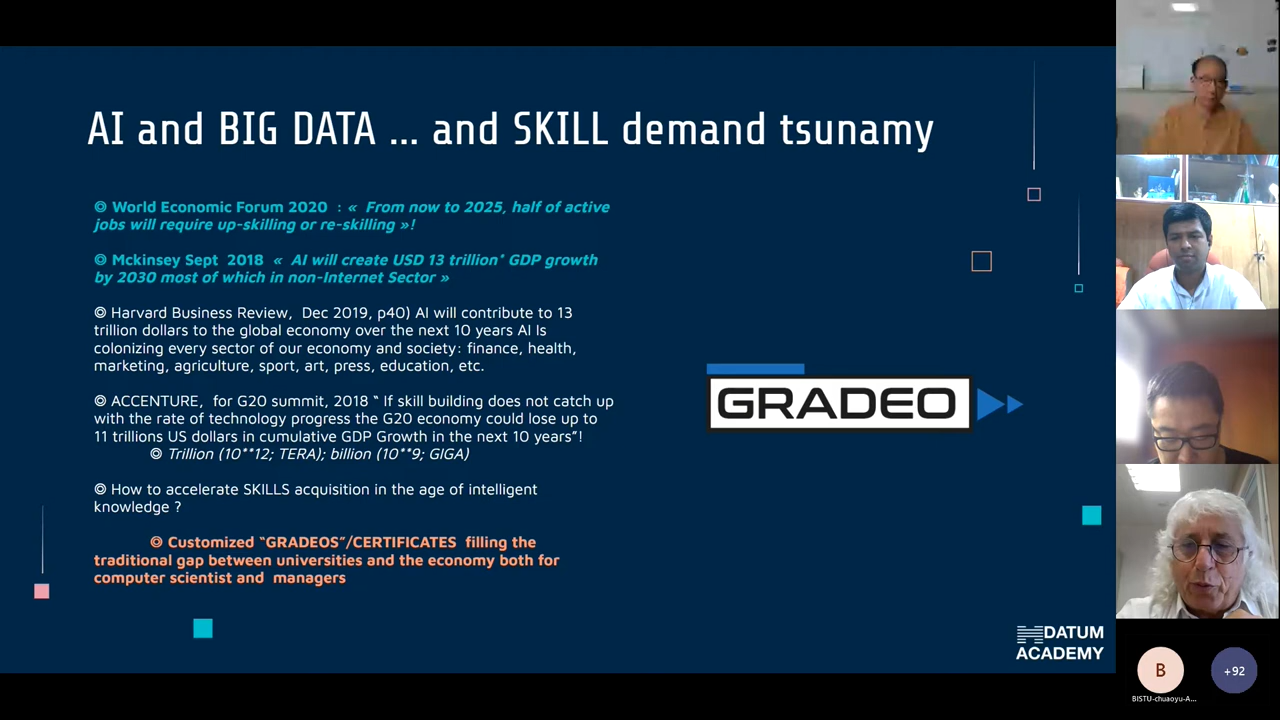 AI and BIG DATA ... and SKILL demand tsunamy
◎ World Economic Forum 2020 : « From now to 2025, half of active
jobs will require up-skilling or re-skilling »!
◎ Mckinsey Sept 2018 « AI will create USD 13 trillion* GDP growth
by 2030 most of which in non-Internet Sector »
◎ Harvard Business Review, Dec 2019, p40) AI will contribute to 13
trillion dollars to the global economy over the next 10 years AI Is
colonizing every sector of our economy and society: finance, health,
marketing, agriculture, sport, art, press, education, etc.
◎ ACCENTURE, for G20 summit, 2018 “ If skill building does not catch up
with the rate of technology progress the G20 economy could lose up to
11 trillions US dollars in cumulative GDP Growth in the next 10 years”!
◎ Trillion (10**12; TERA); billion (10**9; GIGA)
◎ How to accelerate SKILLS acquisition in the age of intelligent
knowledge ?
◎ Customized “GRADEOS”/CERTIFICATES filling the
traditional gap between universities and the economy both for
computer scientist and managers
GRADEO
DATUM
ACADEMY
B
BISTU-chuaoyu-A...
+92